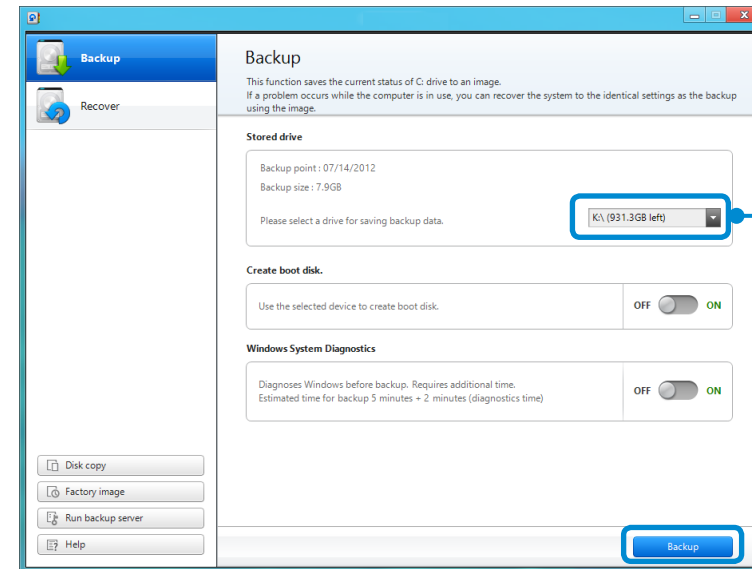 Backup
Recover
Disk copy
Factory image
Run backup server
Help
Backup
This function saves the current status of C: drive to an image.
If a problem occurs while the computer is in use, you can recover the system to the identical settings as the backup
using the image.
Stored drive
Backup point : 07/14/2012
Backup size : 7.9GB
Please select a drive for saving backup data.
K:\ (931.3GB left)
Create boot disk.
Use the selected device to create boot disk.
OFF ON
Windows System Diagnostics
Diagnoses Windows before backup. Requires additional time.
Estimated time for backup 5 minutes + 2 minutes (diagnostics time)
OFF ON
Backup